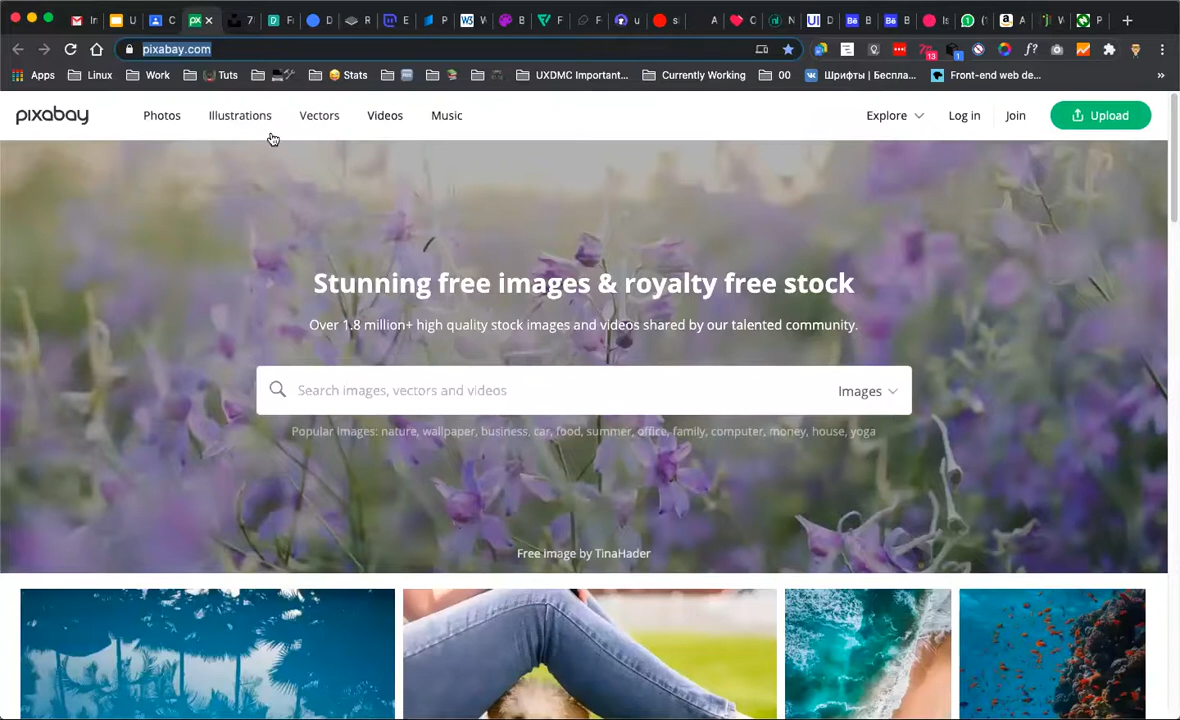 pixabay.com
Apps Linux Work Tuts Stats UXDMC Important... Currently Working 00 Шрифты | Бесплa... Front-end web de... »
pixabay Photos Illustrations Vectors Videos Music Explore Log in Join Upload
Stunning free images & royalty free stock
Over 1.8 million+ high quality stock images and videos shared by our talented community.
Search images, vectors and videos Images
Popular images: nature, wallpaper, business, car, food, summer, office, family, computer, money, house, yoga
Free image by TinaHader